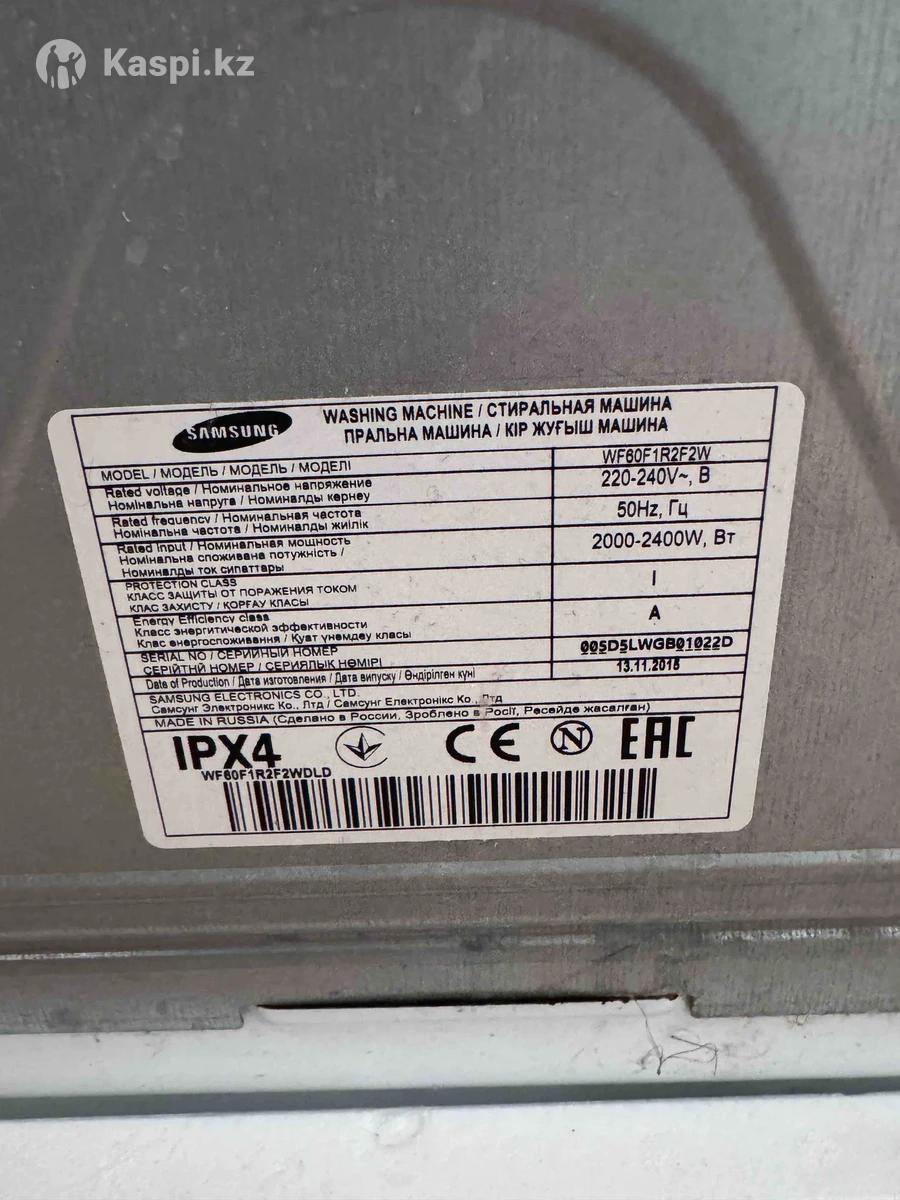 Kaspi.kz
SAMSUNG
WASHING MACHINE / СТИРАЛЬНАЯ МАШИНА
ПРАЛЬНА МАШИНА / КІР ЖУҒЫШ МАШИНА
MODEL / МОДЕЛЬ / МОДЕЛЬ / МОДЕЛІ
WF60F1R2F2W
Rated voltage / Номинальное напряжение
Номінальна напруга / Номиналды кернеу
220-240V~, В
Rated frequency / Номинальная частота
Номінальна частота / Номиналды жиілік
50Hz, Гц
Rated Input / Номинальная мощность
Номінальна споживана потужність /
Номиналды ток сипаттары
2000-2400W, Вт
PROTECTION CLASS
КЛАСС ЗАЩИТЫ ОТ ПОРАЖЕНИЯ ТОКОМ
КЛАС ЗАХИСТУ / ҚОРҒАУ КЛАСЫ
I
Energy Efficiency class
Класс энергитической эффективности
Клас енергоспоживання / Қуат үнемдеу класы
A
SERIAL NO / СЕРИЙНЫЙ НОМЕР
СЕРІЙТНЙ НОМЕР / СЕРИЯЛЫК НӨМІРІ
005D5LWGB01022D
Date of Production / Дата изготовления / Дата випуску / Өндірілген күні
13.11.2015
SAMSUNG ELECTRONICS CO., LTD.
Самсунг Электроникс Ко., Лтд / Самсунг Електронікс Ко., Лтд
MADE IN RUSSIA (Сделано в России, Зроблено в Росії, Ресейде жасалған)
IPX4
CE
N
EAC
WF60F1R2F2WDLD